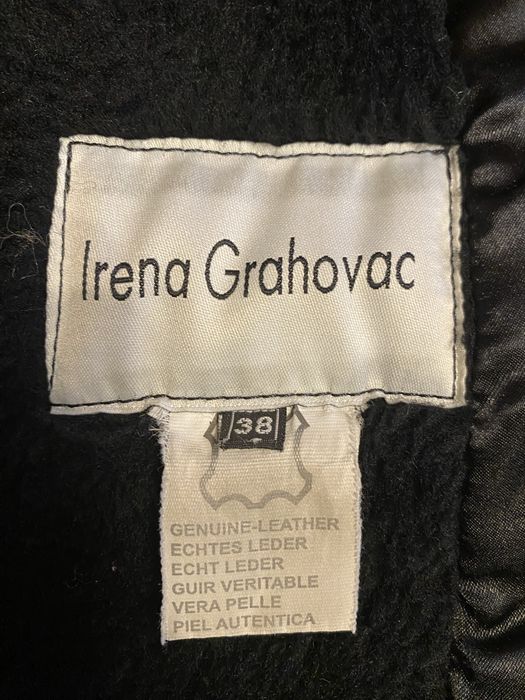 Irena Grahovac
38
GENUINE-LEATHER
ECHTES LEDER
ECHT LEDER
GUIR VERITABLE
VERA PELLE
PIEL AUTENTICA